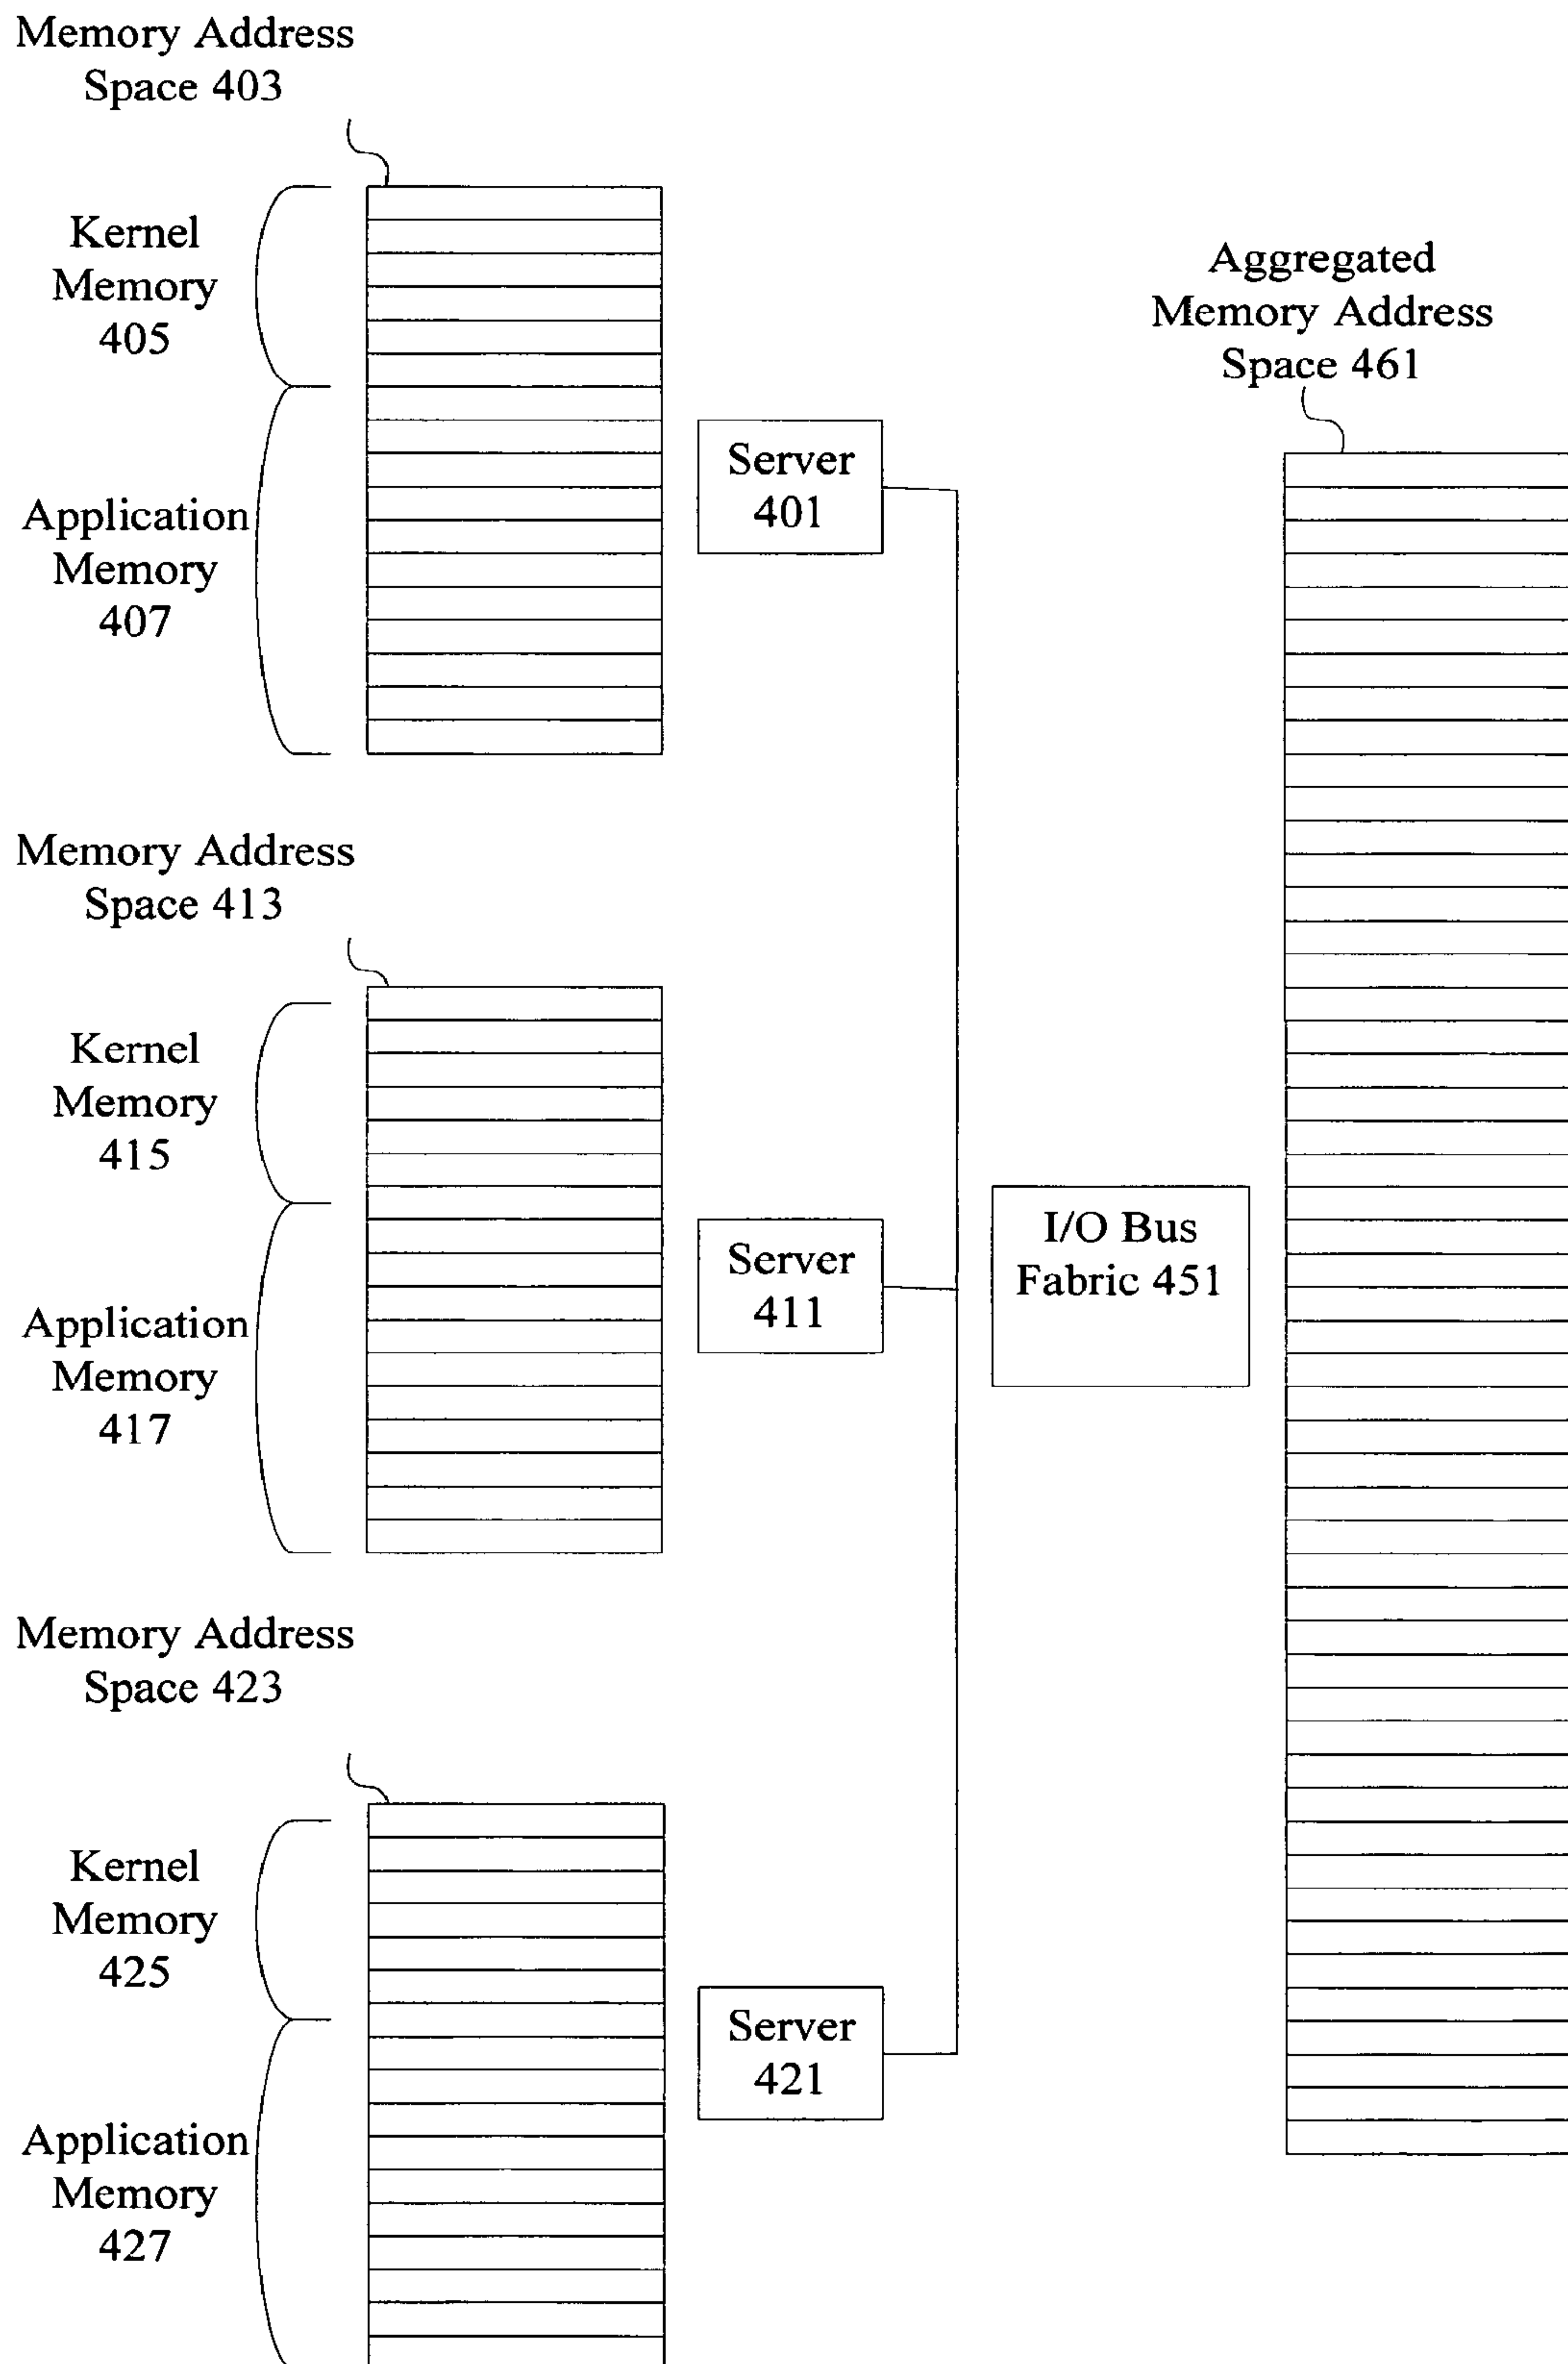 Memory Address
Space 403
Kernel
Memory
405
Application
Memory
407
Server
401
Memory Address
Space 413
Kernel
Memory
415
Application
Memory
417
Server
411
Memory Address
Space 423
Kernel
Memory
425
Application
Memory
427
Server
421
I/O Bus
Fabric 451
Aggregated
Memory Address
Space 461